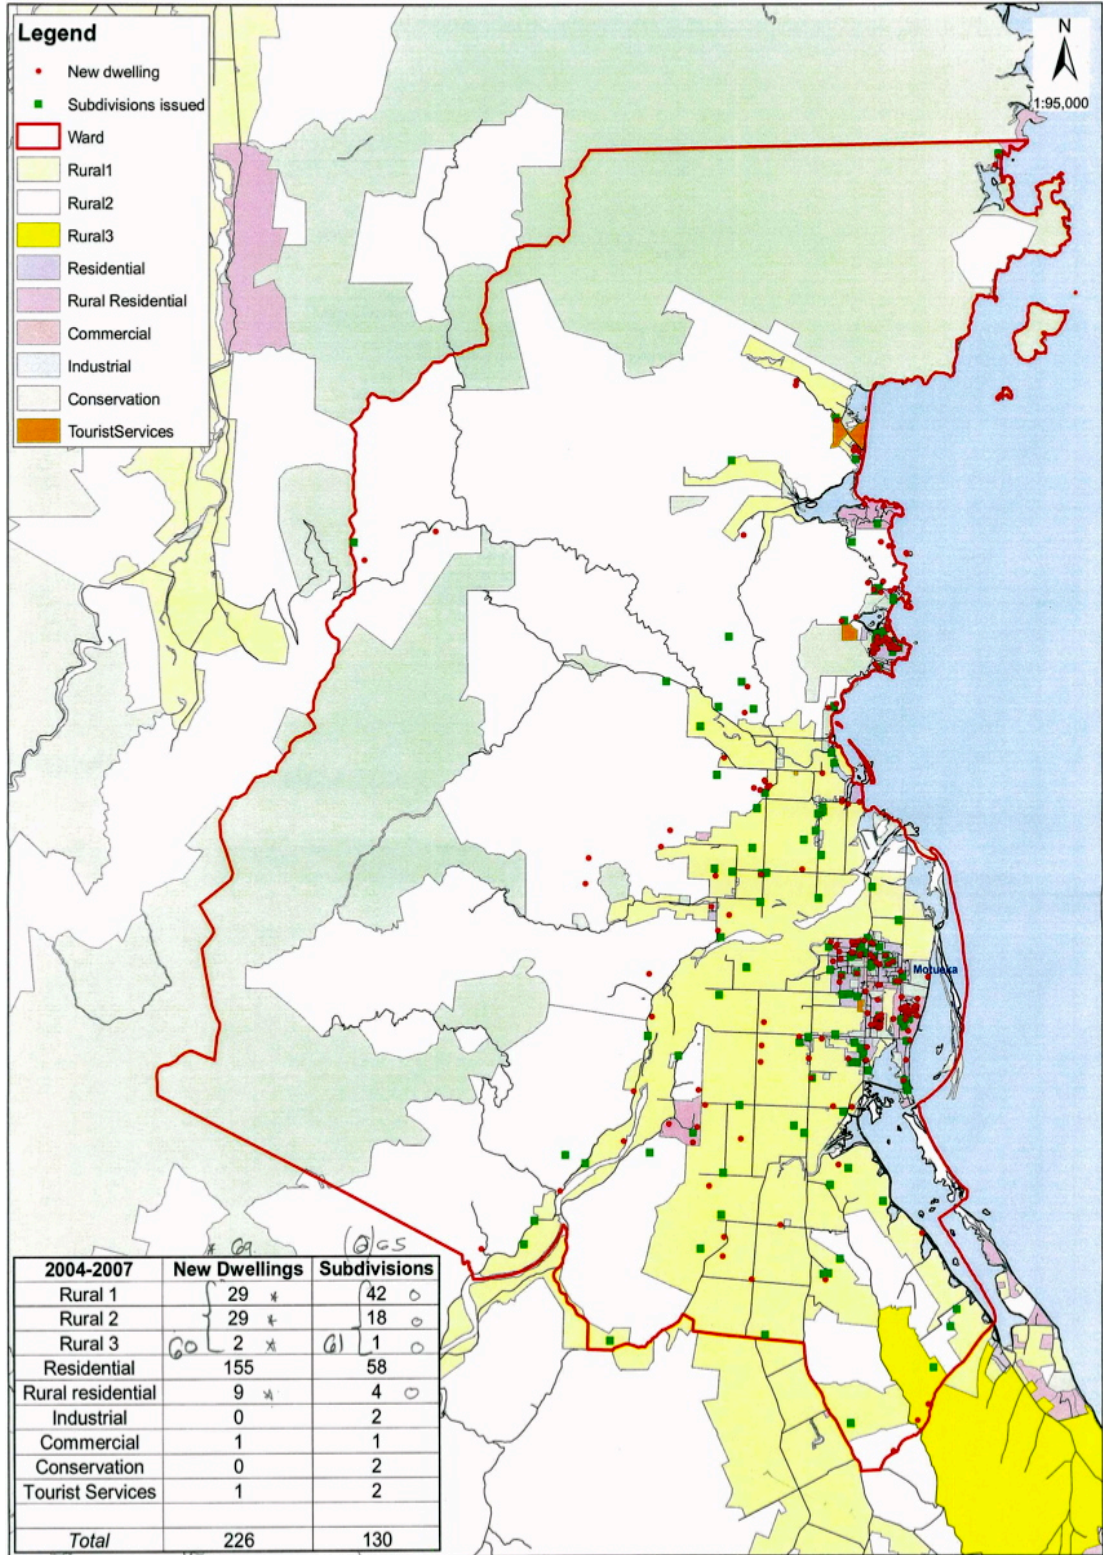 Legend
New dwelling
Subdivisions issued
Ward
Rural1
Rural2
Rural3
Residential
Rural Residential
Commercial
Industrial
Conservation
TouristServices
N
1:95,000
Motueka
* 69 65
2004-2007 New Dwellings Subdivisions
Rural 1 29 * 42 o
Rural 2 29 * 18 o
Rural 3 60 2 * 61 1 o
Residential 155 58
Rural residential 9 * 4 o
Industrial 0 2
Commercial 1 1
Conservation 0 2
Tourist Services 1 2
Total 226 130